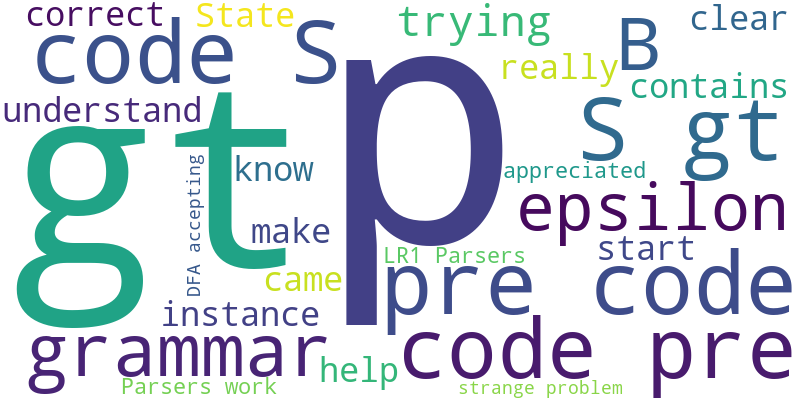 correct
State
trying
clear
code S
B
really
contains
understand
gt
p
S gt
know
DFA accepting
appreciated
epsilon
make
start
LR1 Parsers
came
pre code
instance
grammar
code pre
help
Parsers work
strange problem